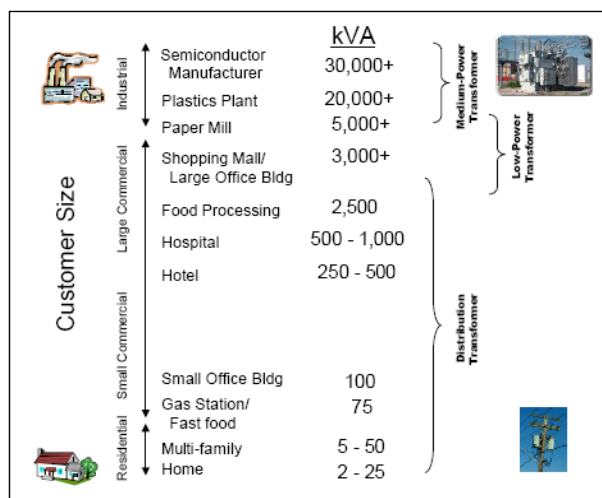 kVA
Semiconductor
Manufacturer
30,000+
Plastics Plant
20,000+
Paper Mill
5,000+
Shopping Mall/
Large Office Bldg
3,000+
Food Processing
2,500
Hospital
500 - 1,000
Hotel
250 - 500
Small Office Bldg
100
Gas Station/
Fast food
75
Multi-family
5 - 50
Home
2 - 25
Customer Size
Industrial
Large Commercial
Small Commercial
Residential
Medium-Power
Transformer
Low-Power
Transformer
Distribution
Transformer